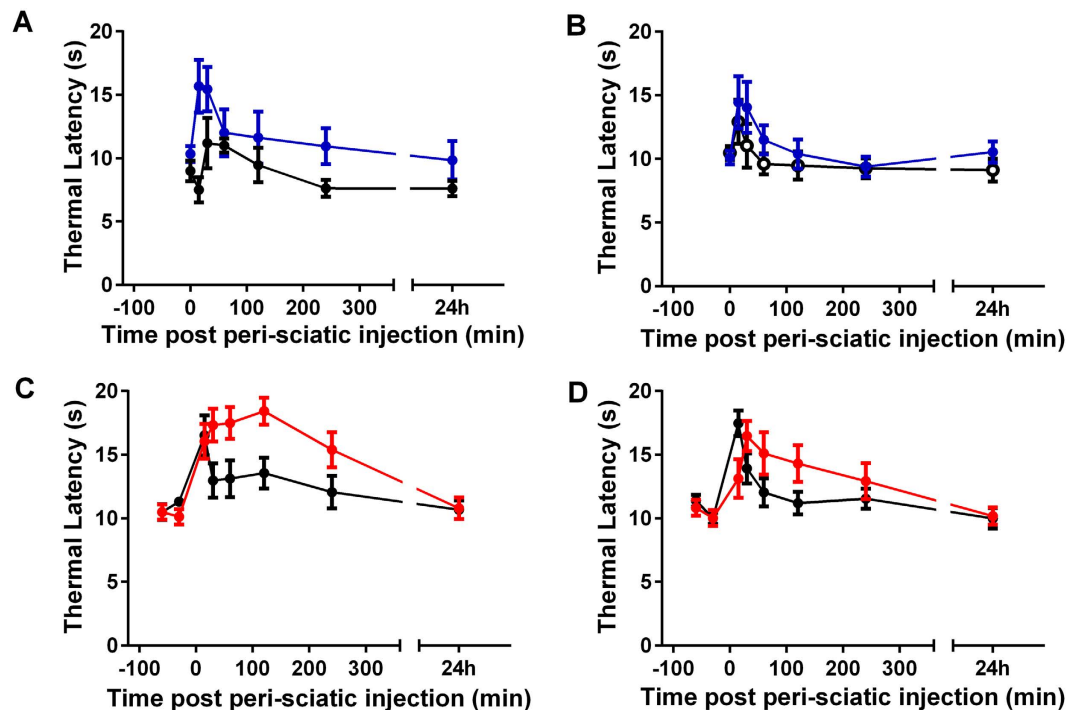 A
Thermal Latency (s)
20
15
10
5
0
-100 0 100 200 300 24h
Time post peri-sciatic injection (min)
B
Thermal Latency (s)
20
15
10
5
0
-100 0 100 200 300 24h
Time post peri-sciatic injection (min)
C
Thermal Latency (s)
20
15
10
5
0
-100 0 100 200 300 24h
Time post peri-sciatic injection (min)
D
Thermal Latency (s)
20
15
10
5
0
-100 0 100 200 300 24h
Time post peri-sciatic injection (min)